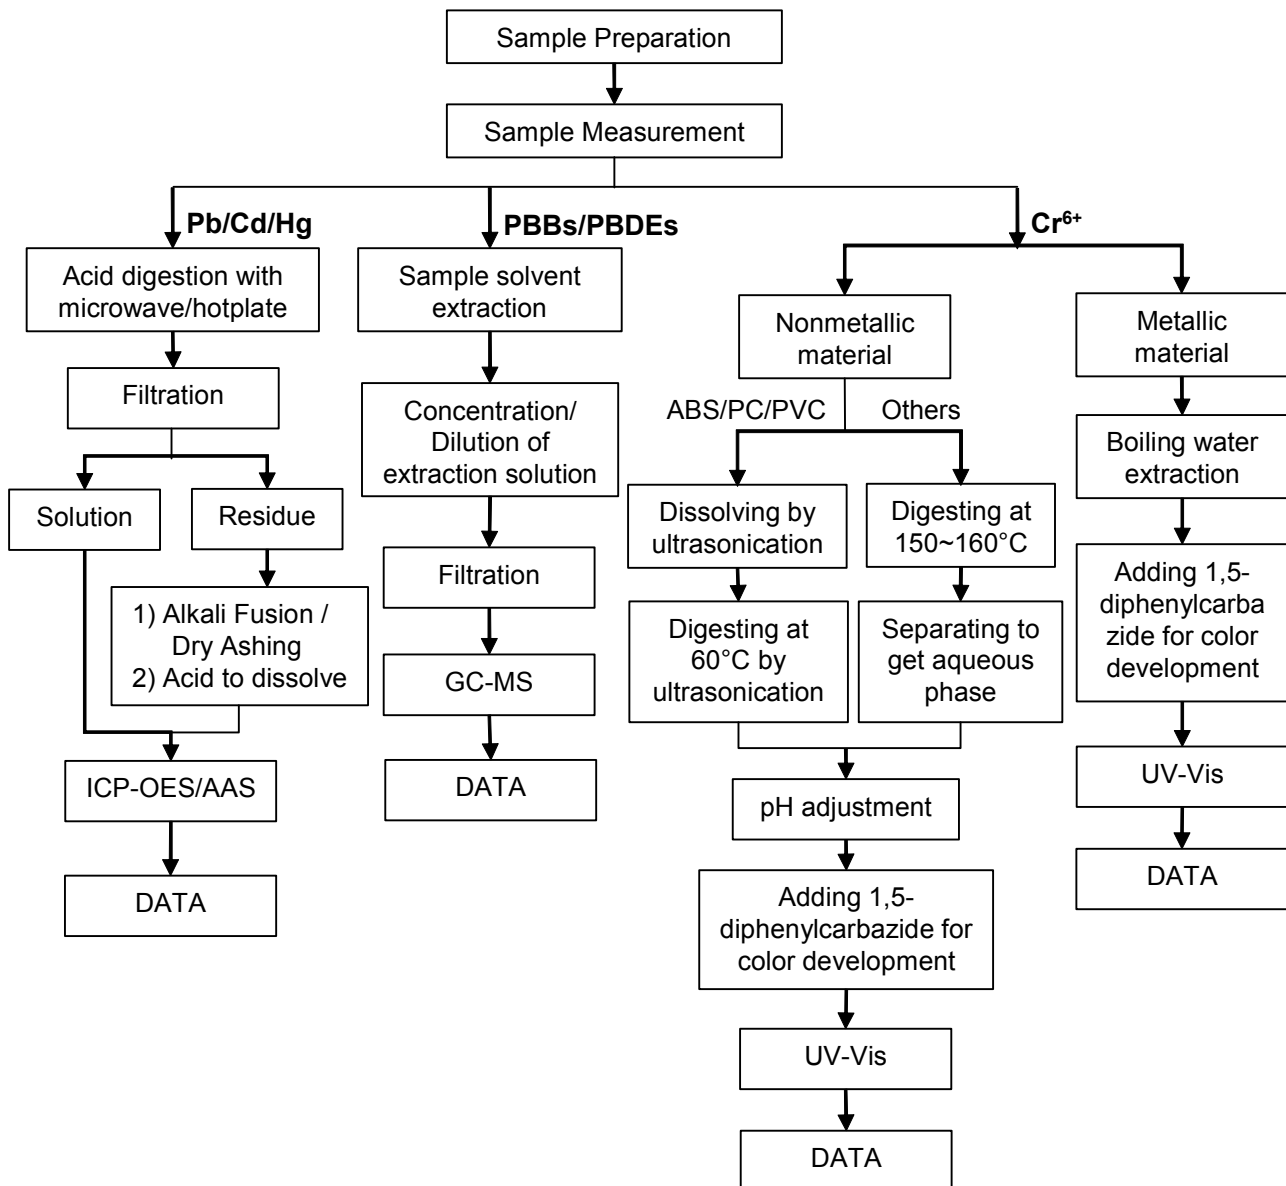 Sample Preparation
Sample Measurement
Pb/Cd/Hg
PBBs/PBDEs
Cr⁶⁺
Acid digestion with
microwave/hotplate
Filtration
Solution
Residue
1) Alkali Fusion /
Dry Ashing
2) Acid to dissolve
ICP-OES/AAS
DATA
Sample solvent
extraction
Concentration/
Dilution of
extraction solution
Filtration
GC-MS
DATA
Nonmetallic
material
ABS/PC/PVC
Others
Dissolving by
ultrasonication
Digesting at
60°C by
ultrasonication
Digesting at
150~160°C
Separating to
get aqueous
phase
pH adjustment
Adding 1,5-
diphenylcarbazide for
color development
UV-Vis
DATA
Metallic
material
Boiling water
extraction
Adding 1,5-
diphenylcarba
zide for color
development
UV-Vis
DATA